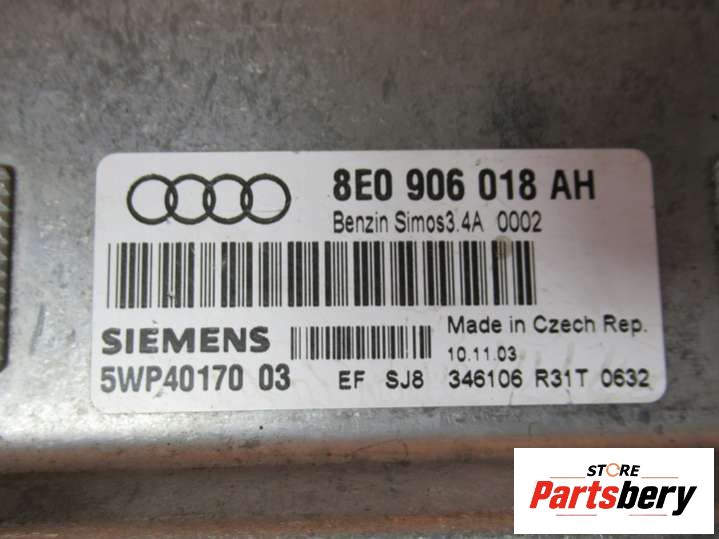 8E0 906 018 AH
Benzin Simos3.4A 0002
SIEMENS
Made in Czech Rep.
10.11.03
5WP40170 03
EF SJ8 346106 R31T 0632
STORE
Partsbery